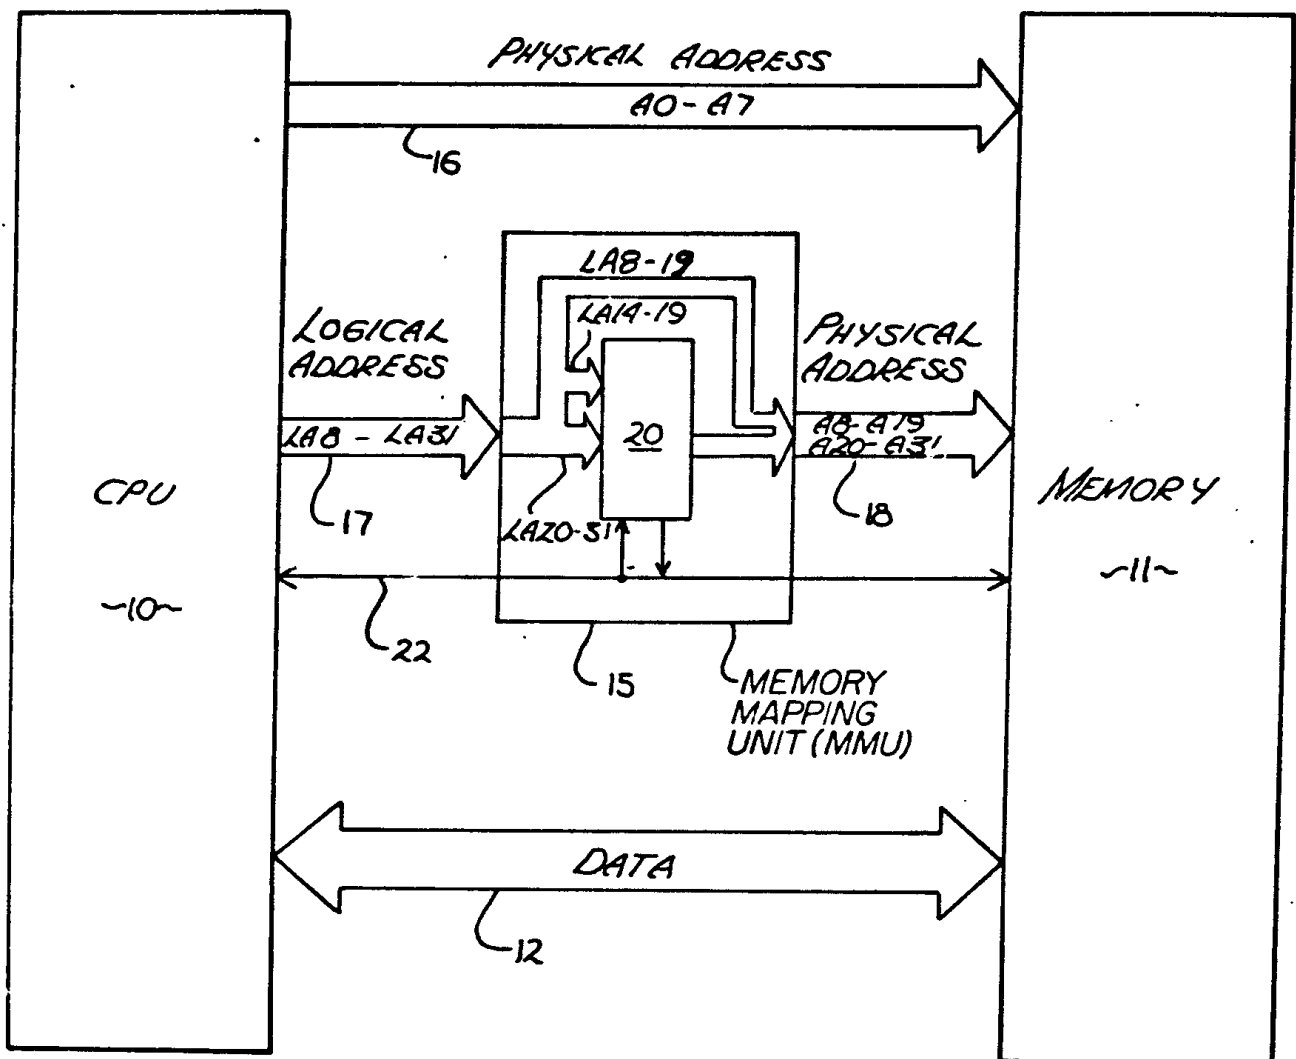 PHYSICAL ADDRESS
A0-A7
16
LA8-19
LA14-19
LOGICAL
ADDRESS
PHYSICAL
ADDRESS
LA8 - LA31
20
A8-A19
A20-A31
CPU
17
LA20-31
18
MEMORY
~10~
~11~
22
15
MEMORY
MAPPING
UNIT (MMU)
DATA
12